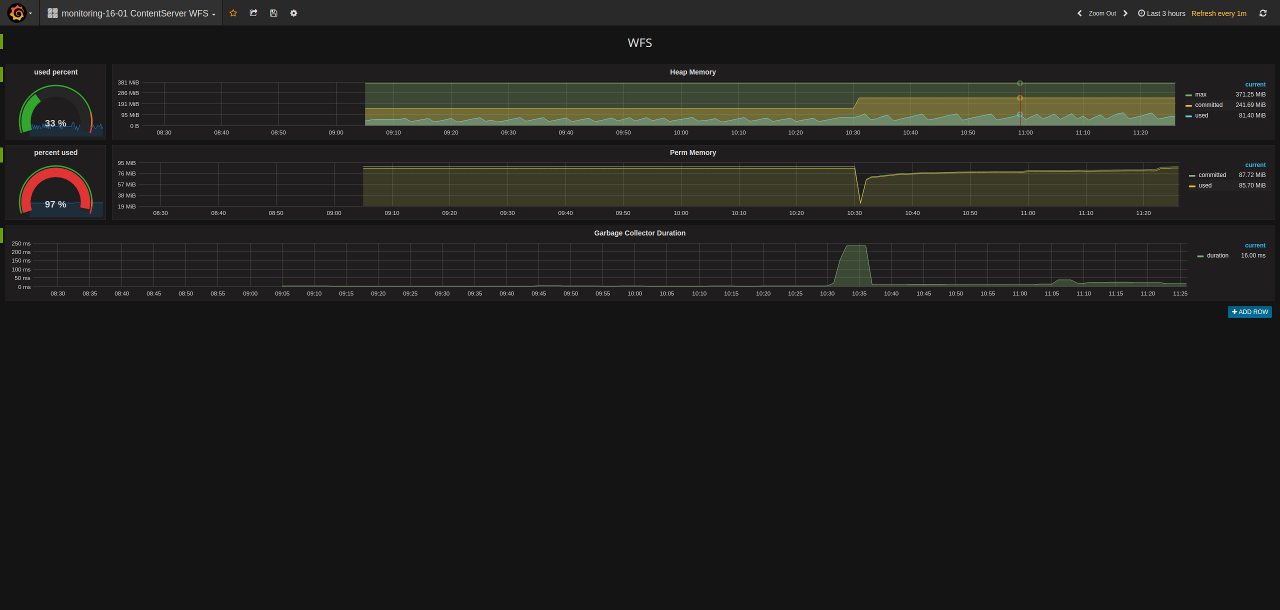 monitoring-16-01 ContentServer WFS
Zoom Out
Last 3 hours
Refresh every 1m
WFS
used percent
33 %
Heap Memory
381 MiB
286 MiB
191 MiB
95 MiB
0 B
08:30 08:40 08:50 09:00 09:10 09:20 09:30 09:40 09:50 10:00 10:10 10:20 10:30 10:40 10:50 11:00 11:10 11:20
current
max 371.25 MiB
committed 241.69 MiB
used 81.40 MiB
percent used
97 %
Perm Memory
95 MiB
76 MiB
57 MiB
38 MiB
19 MiB
08:30 08:40 08:50 09:00 09:10 09:20 09:30 09:40 09:50 10:00 10:10 10:20 10:30 10:40 10:50 11:00 11:10 11:20
current
committed 87.72 MiB
used 85.70 MiB
Garbage Collector Duration
250 ms
200 ms
150 ms
100 ms
50 ms
0 ms
08:30 08:35 08:40 08:45 08:50 08:55 09:00 09:05 09:10 09:15 09:20 09:25 09:30 09:35 09:40 09:45 09:50 09:55 10:00 10:05 10:10 10:15 10:20 10:25 10:30 10:35 10:40 10:45 10:50 10:55 11:00 11:05 11:10 11:15 11:20 11:25
current
duration 16.00 ms
ADD ROW